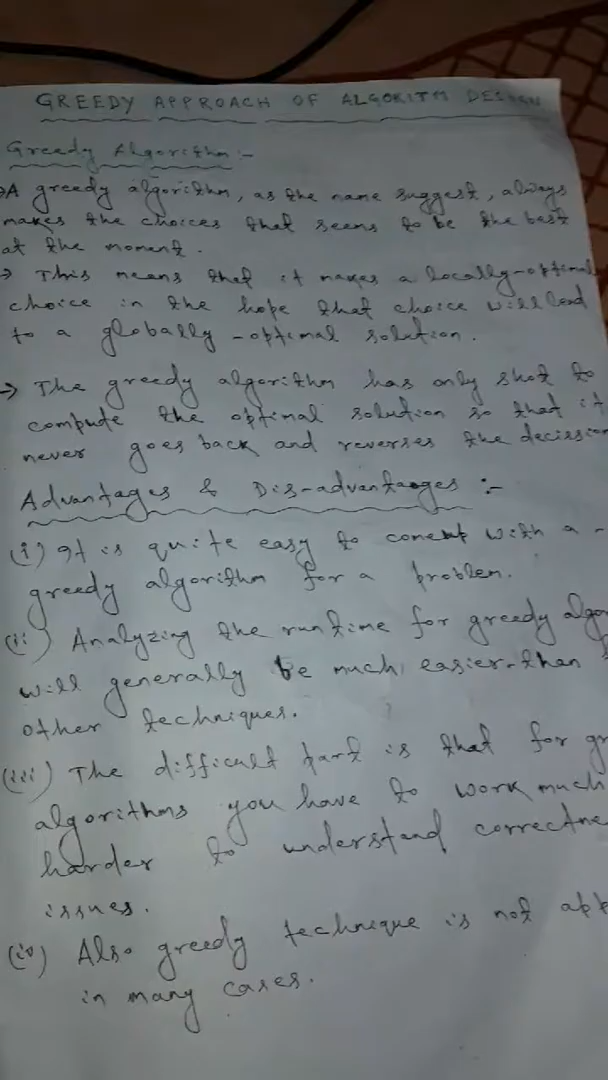 GREEDY APPROACH OF ALGORITM DESIGN
Greedy Algorithm:-
→A greedy algorithm, as the name suggest, always
makes the choices that seems to be the best
at the moment.
→ This means that it makes a locally-optimal
choice in the hope that choice will lead
to a globally-optimal solution.
→ The greedy algorithm has only shot to
compute the optimal solution so that it
never goes back and reverses the decission
Advantages & Dis-advantages :-
(i) It is quite easy to come up with a
greedy algorithm for a problem.
(ii) Analyzing the runtime for greedy algo
will generally be much easier than
other techniques.
(iii) The difficult part is that for gr
algorithms you have to work much
harder to understand correctne
issues.
(iv) Also greedy technique is not app
in many cases.